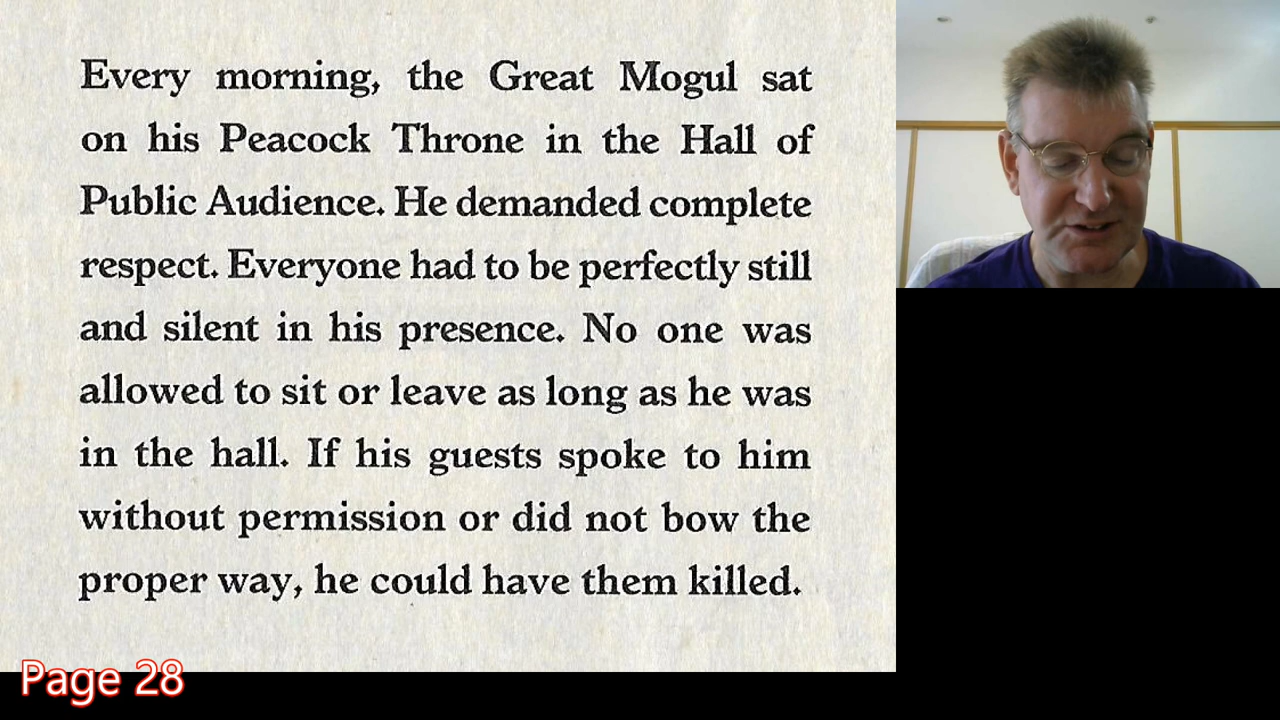 Every morning, the Great Mogul sat
on his Peacock Throne in the Hall of
Public Audience. He demanded complete
respect. Everyone had to be perfectly still
and silent in his presence. No one was
allowed to sit or leave as long as he was
in the hall. If his guests spoke to him
without permission or did not bow the
proper way, he could have them killed.
Page 28